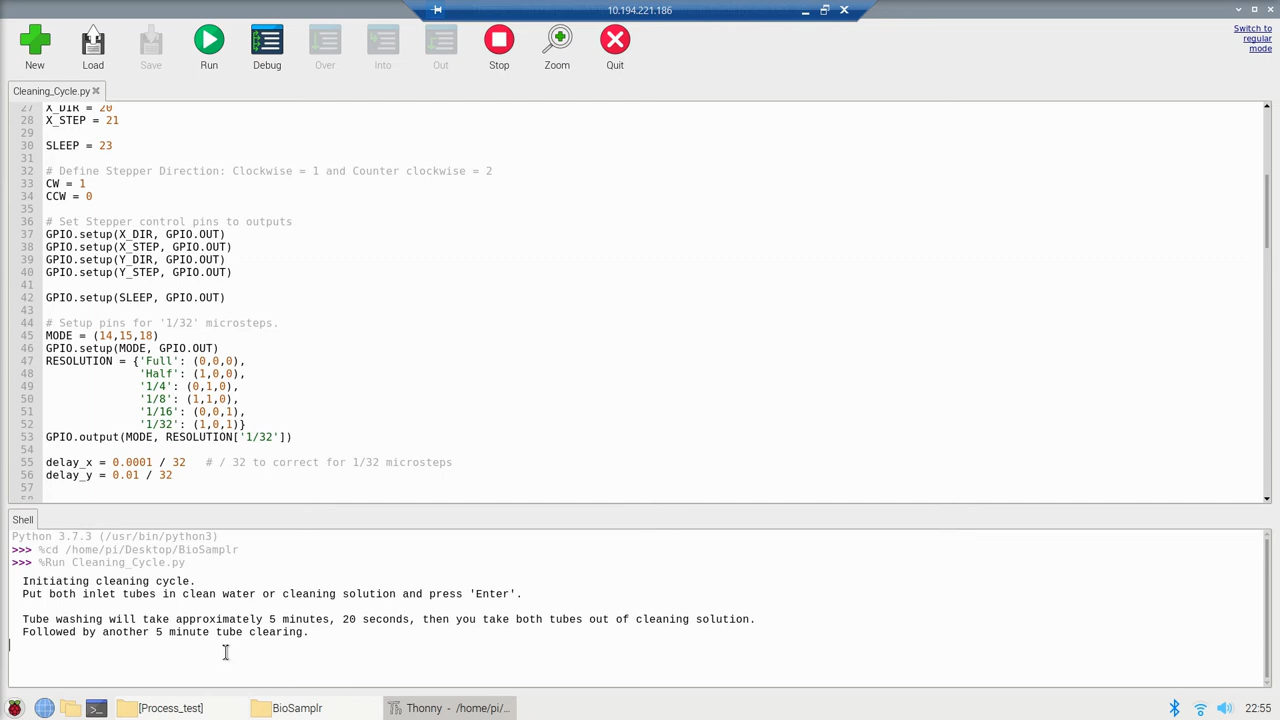 10.194.221.186
New Load Save Run Debug Over Into Out Stop Zoom Quit
Switch to
regular
mode
Cleaning_Cycle.py
27 X_DIR = 20
28 X_STEP = 21
29
30 SLEEP = 23
31
32 # Define Stepper Direction: Clockwise = 1 and Counter clockwise = 2
33 CW = 1
34 CCW = 0
35
36 # Set Stepper control pins to outputs
37 GPIO.setup(X_DIR, GPIO.OUT)
38 GPIO.setup(X_STEP, GPIO.OUT)
39 GPIO.setup(Y_DIR, GPIO.OUT)
40 GPIO.setup(Y_STEP, GPIO.OUT)
41
42 GPIO.setup(SLEEP, GPIO.OUT)
43
44 # Setup pins for '1/32' microsteps.
45 MODE = (14,15,18)
46 GPIO.setup(MODE, GPIO.OUT)
47 RESOLUTION = {'Full': (0,0,0),
48 'Half': (1,0,0),
49 '1/4': (0,1,0),
50 '1/8': (1,1,0),
51 '1/16': (0,0,1),
52 '1/32': (1,0,1)}
53 GPIO.output(MODE, RESOLUTION['1/32'])
54
55 delay_x = 0.0001 / 32 # / 32 to correct for 1/32 microsteps
56 delay_y = 0.01 / 32
57
58
Shell
Python 3.7.3 (/usr/bin/python3)
>>> %cd /home/pi/Desktop/BioSamplr
>>> %Run Cleaning_Cycle.py
Initiating cleaning cycle.
Put both inlet tubes in clean water or cleaning solution and press 'Enter'.
Tube washing will take approximately 5 minutes, 20 seconds, then you take both tubes out of cleaning solution.
Followed by another 5 minute tube clearing.
[Process_test] BioSamplr Thonny - /home/pi/... 22:55